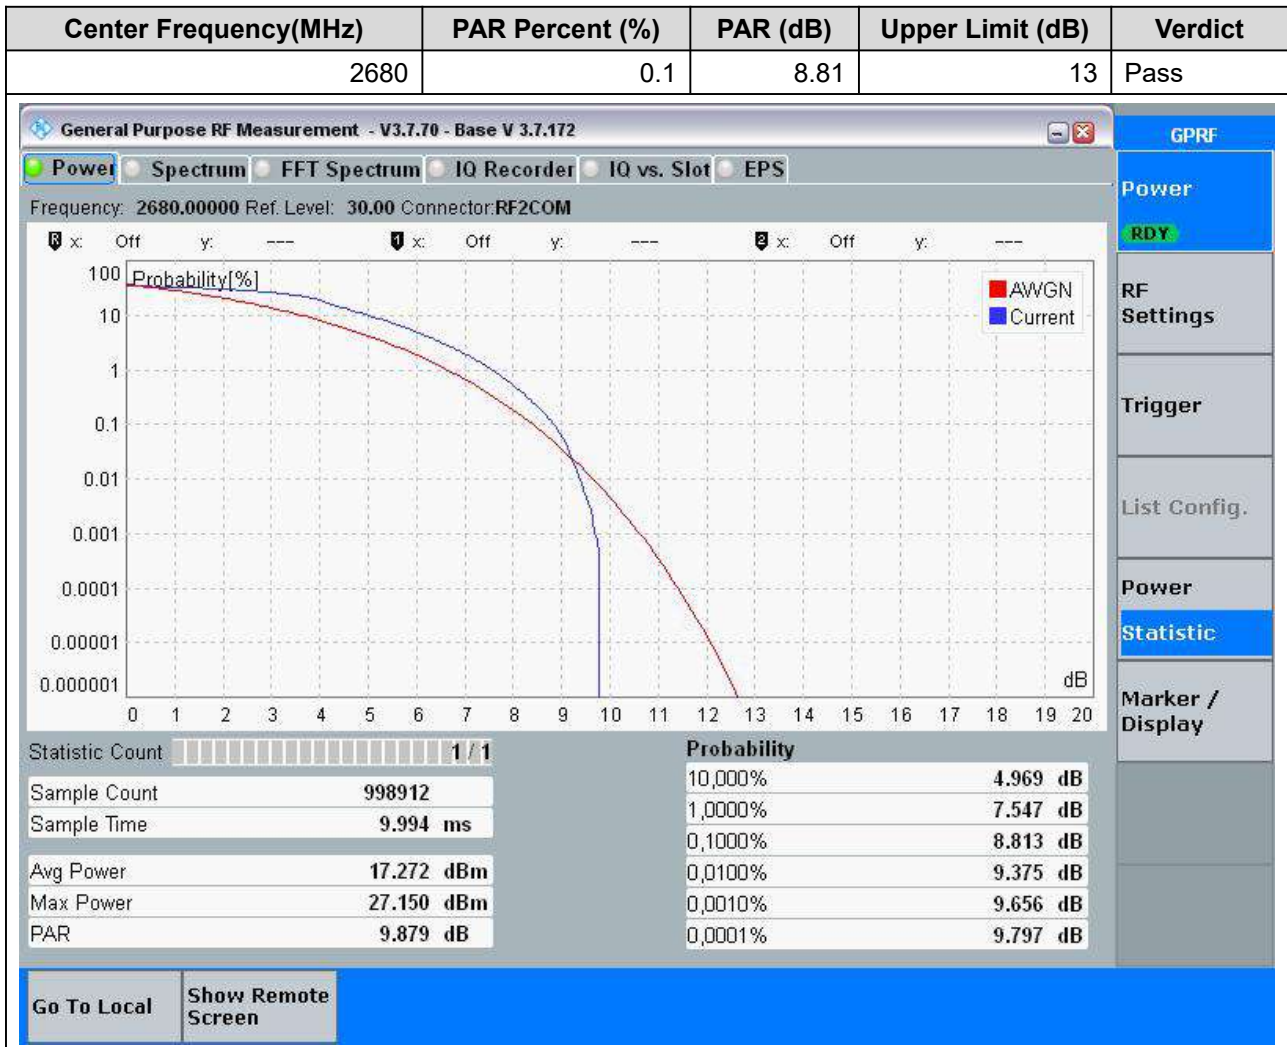 Center Frequency(MHz) PAR Percent (%) PAR (dB) Upper Limit (dB) Verdict
2680 0.1 8.81 13 Pass
General Purpose RF Measurement - V3.7.70 - Base V 3.7.172
GPRF
Power Spectrum FFT Spectrum IQ Recorder IQ vs. Slot EPS
Frequency: 2680.00000 Ref. Level: 30.00 Connector:RF2COM
R x: Off y: --- 1 x: Off y: --- 2 x: Off y: ---
Probability[%]
AWGN
Current
100
10
1
0.1
0.01
0.001
0.0001
0.00001
0.000001
dB
0 1 2 3 4 5 6 7 8 9 10 11 12 13 14 15 16 17 18 19 20
Statistic Count 1 / 1
Sample Count 998912
Sample Time 9.994 ms
Avg Power 17.272 dBm
Max Power 27.150 dBm
PAR 9.879 dB
Probability
10,000% 4.969 dB
1,0000% 7.547 dB
0,1000% 8.813 dB
0,0100% 9.375 dB
0,0010% 9.656 dB
0,0001% 9.797 dB
Power
RDY
RF
Settings
Trigger
List Config.
Power
Statistic
Marker /
Display
Go To Local
Show Remote
Screen